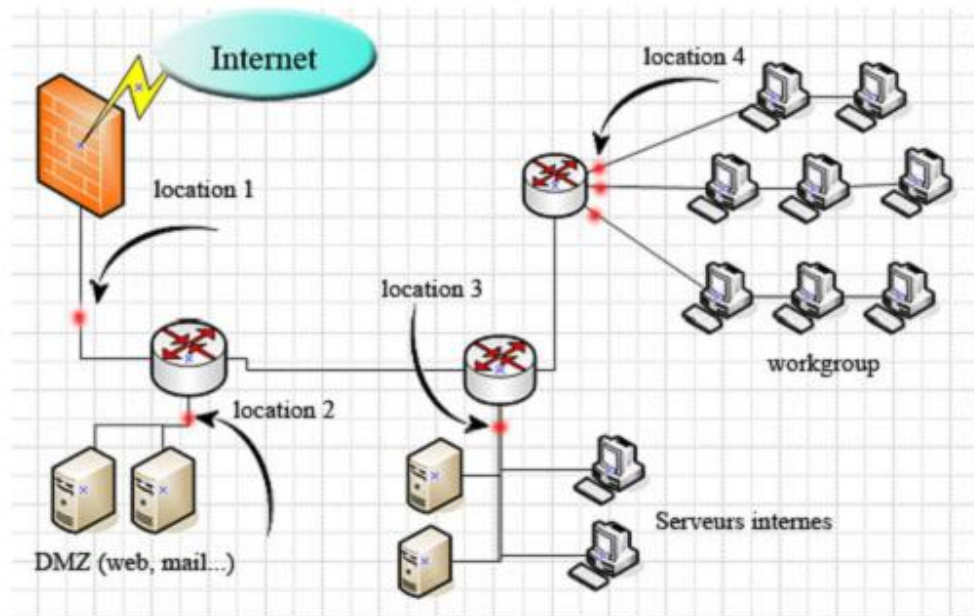 Internet
location 4
location 1
location 3
workgroup
location 2
Serveurs internes
DMZ (web, mail...)